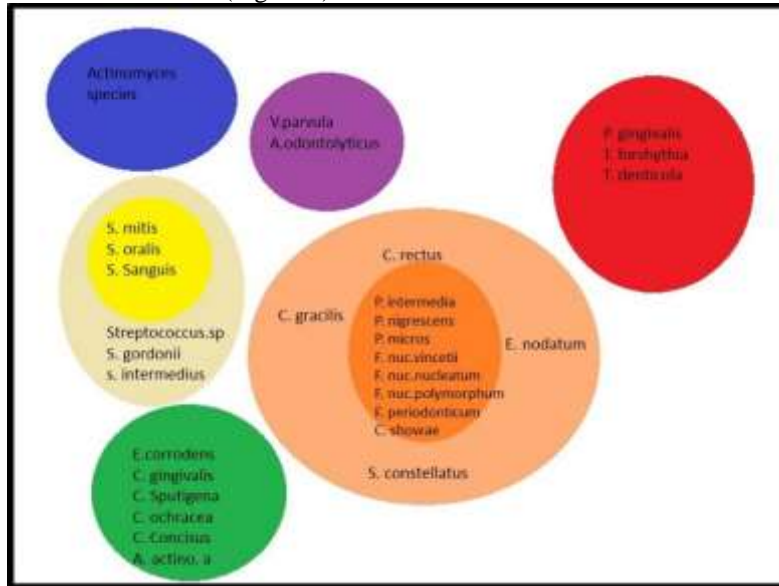 Actinomyces
species
V.parvula
A.odontolyticus
P. gingivalis
T. forshythia
T. denticola
S. mitis
S. oralis
S. Sanguis
Streptococcus.sp
S. gordonii
s. intermedius
C. rectus
C. gracilis
P. intermedia
P. nigrescens
P. micros
F. nuc.vincetii
F. nuc.nucleatum
F. nuc.polymorphum
F. periodonticum
C. showae
E. nodatum
S. constellatus
E.corrodens
C. gingivalis
C. Sputigena
C. ochracea
C. Concisus
A. actino. a